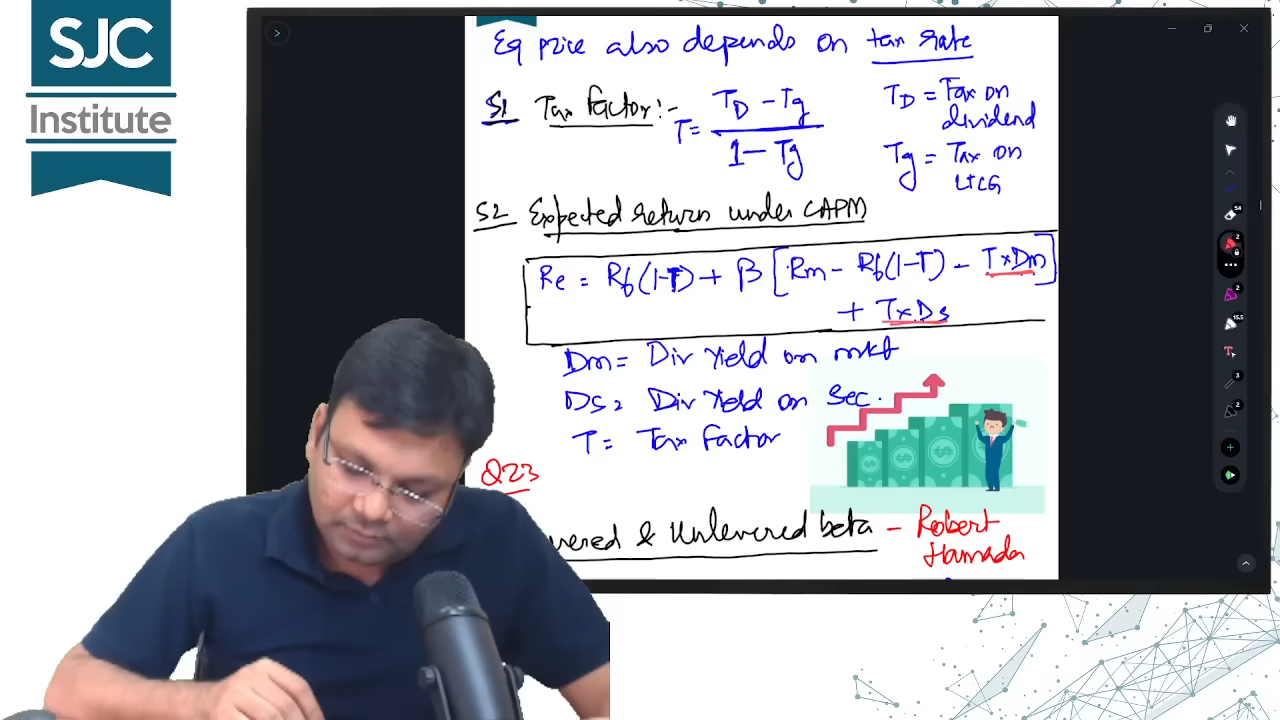 SJC
Institute
Eq price also depends on tax rate
S1 Tax factor:- T = TD - Tg
1 - Tg
TD = Tax on dividend
Tg = Tax on LTCG
S2 Expected return under CAPM
Re = Rf(1-T) + β [Rm - Rf(1-T) - T×Dm]
+ T×Ds
Dm = Div yield on mkt
Ds = Div Yield on Sec.
T = Tax Factor
Q23
vered & Unlevered beta - Robert
Hamada